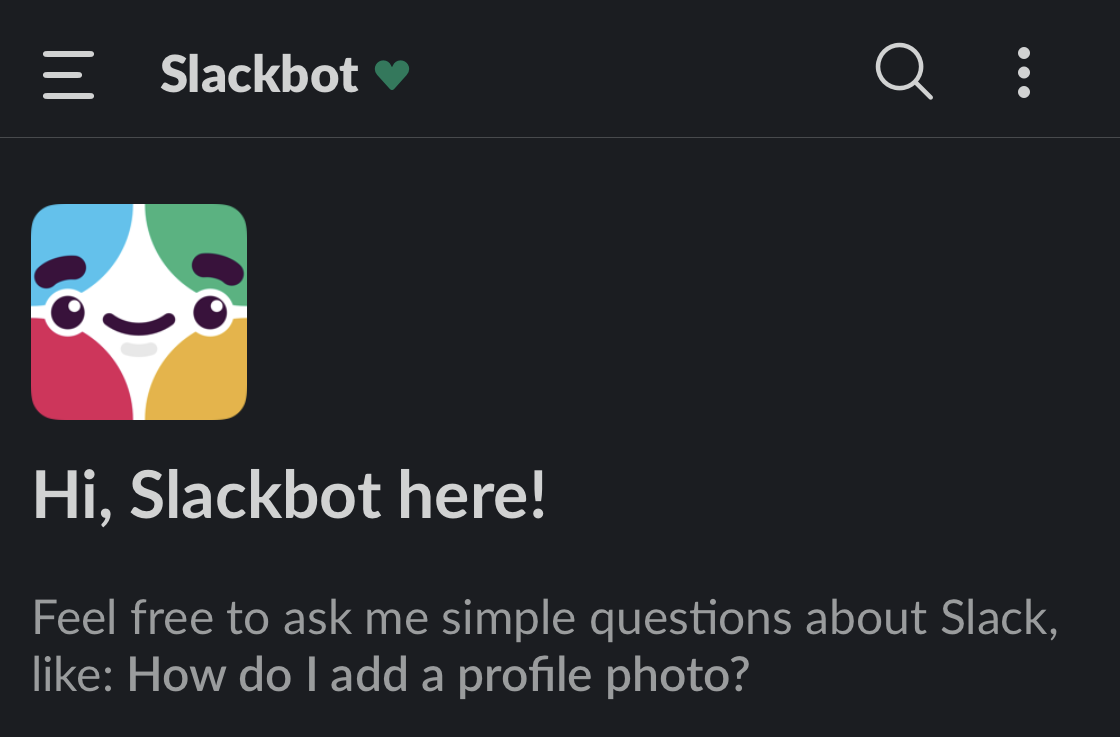 Slackbot
Hi, Slackbot here!
Feel free to ask me simple questions about Slack,
like: How do I add a profile photo?